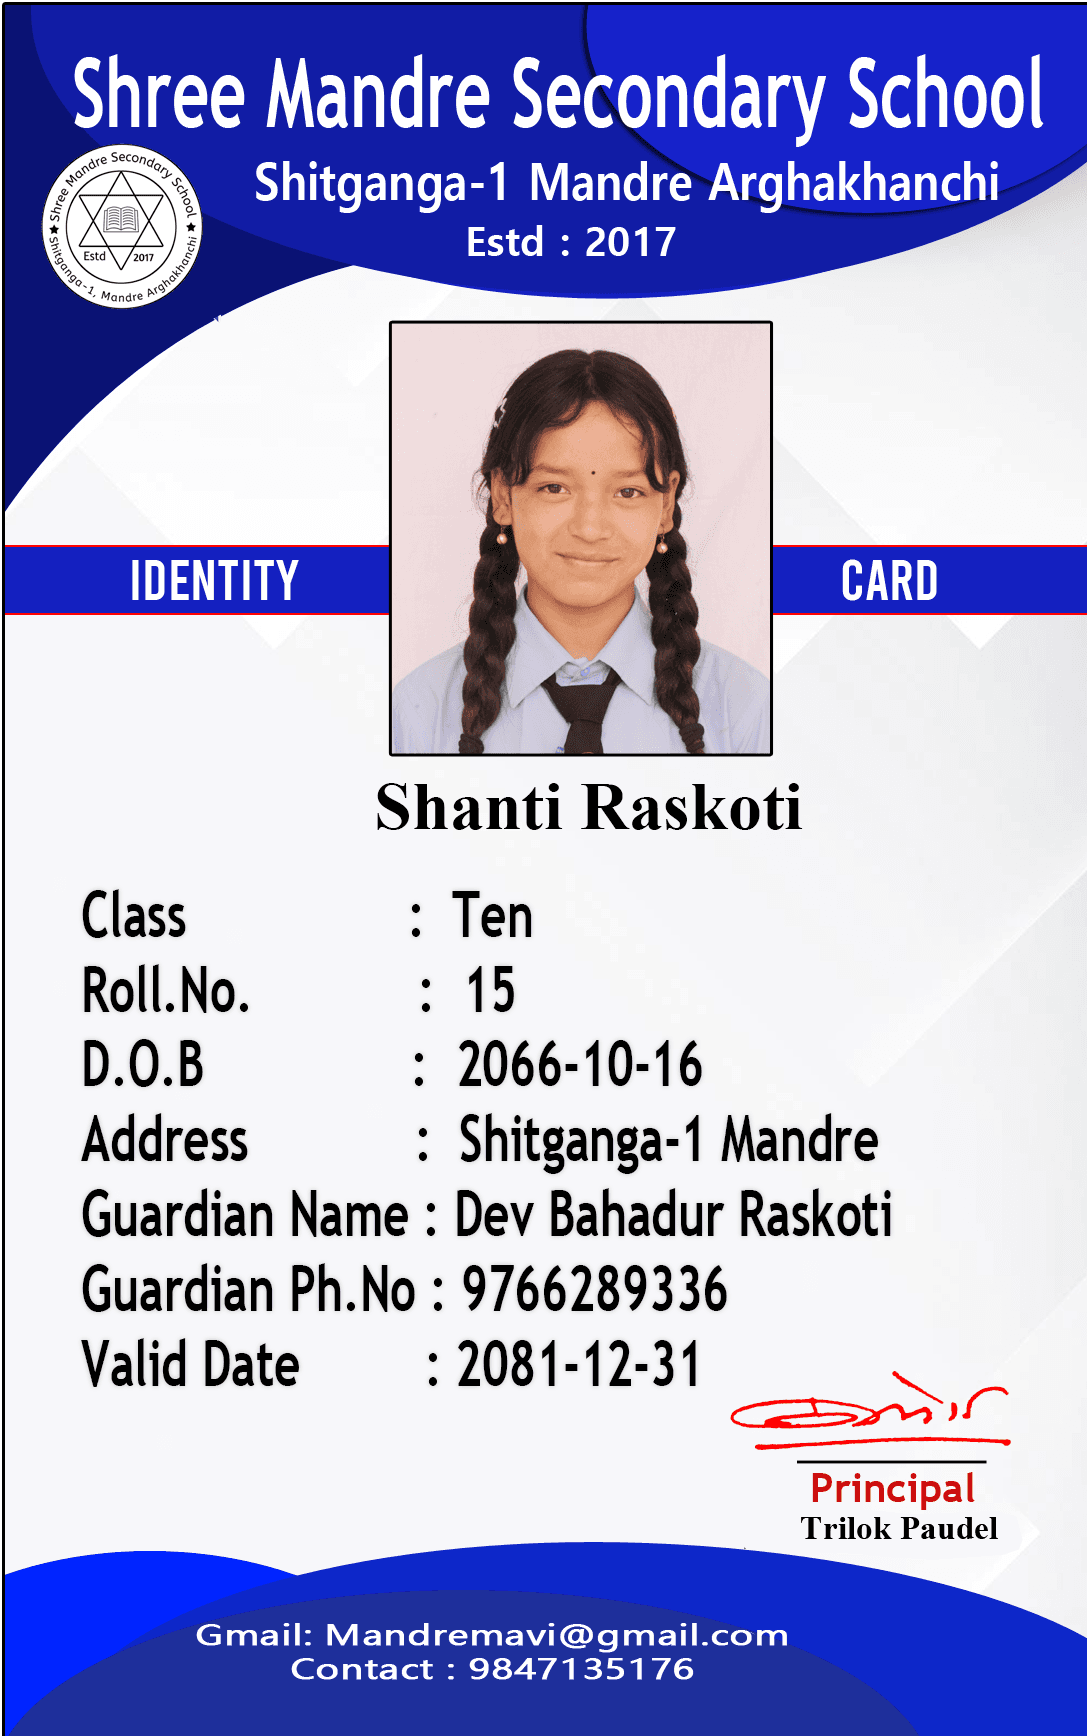 Shree Mandre Secondary School
Shitganga-1 Mandre Arghakhanchi
Estd : 2017
Shree Mandre Secondary School
Estd 2017
Shitganga-1, Mandre Arghakhanchi
IDENTITY CARD
Shanti Raskoti
Class : Ten
Roll.No. : 15
D.O.B : 2066-10-16
Address : Shitganga-1 Mandre
Guardian Name : Dev Bahadur Raskoti
Guardian Ph.No : 9766289336
Valid Date : 2081-12-31
Principal
Trilok Paudel
Gmail: Mandremavi@gmail.com
Contact : 9847135176